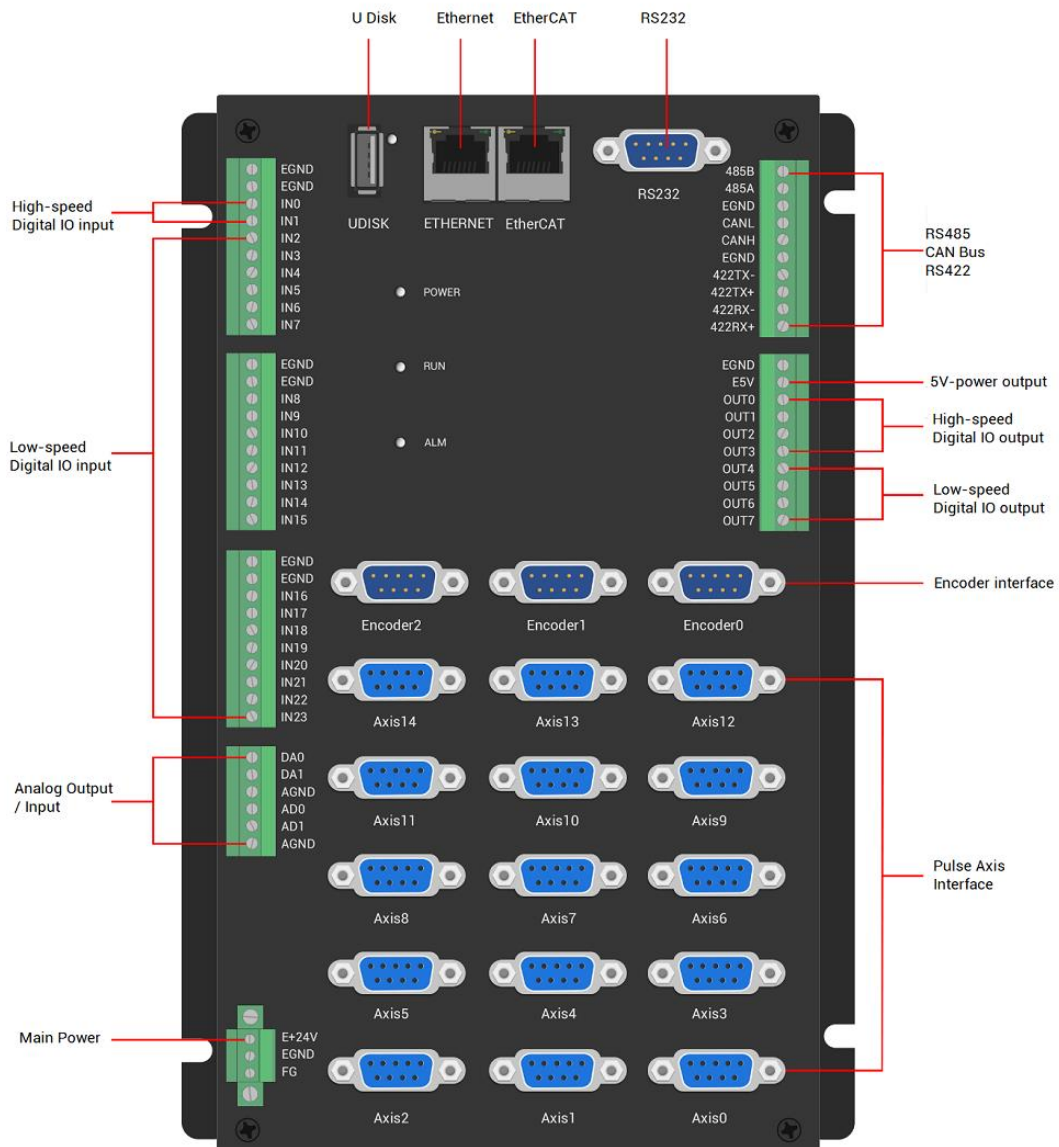 U Disk
Ethernet
EtherCAT
RS232
UDISK
ETHERNET
EtherCAT
RS232
High-speed
Digital IO input
EGND
EGND
IN0
IN1
IN2
IN3
IN4
IN5
IN6
IN7
POWER
RUN
ALM
485B
485A
EGND
CANL
CANH
EGND
422TX-
422TX+
422RX-
422RX+
RS485
CAN Bus
RS422
Low-speed
Digital IO input
EGND
EGND
IN8
IN9
IN10
IN11
IN12
IN13
IN14
IN15
EGND
E5V
OUT0
OUT1
OUT2
OUT3
OUT4
OUT5
OUT6
OUT7
5V-power output
High-speed
Digital IO output
Low-speed
Digital IO output
EGND
EGND
IN16
IN17
IN18
IN19
IN20
IN21
IN22
IN23
Encoder2
Encoder1
Encoder0
Encoder interface
Axis14
Axis13
Axis12
Analog Output
/ Input
DA0
DA1
AGND
AD0
AD1
AGND
Axis11
Axis10
Axis9
Axis8
Axis7
Axis6
Pulse Axis
Interface
Axis5
Axis4
Axis3
Main Power
E+24V
EGND
FG
Axis2
Axis1
Axis0